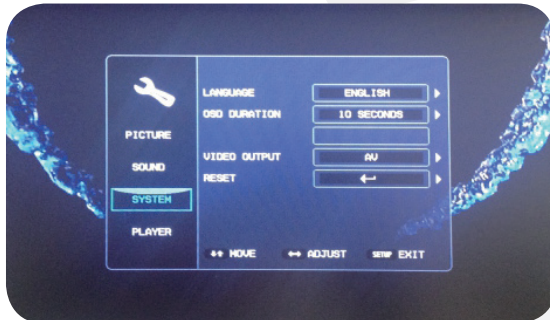 PICTURE
SOUND
SYSTEM
PLAYER
LANGUAGE ENGLISH
OSD DURATION 10 SECONDS
VIDEO OUTPUT AV
RESET
MOVE ADJUST SETUP EXIT